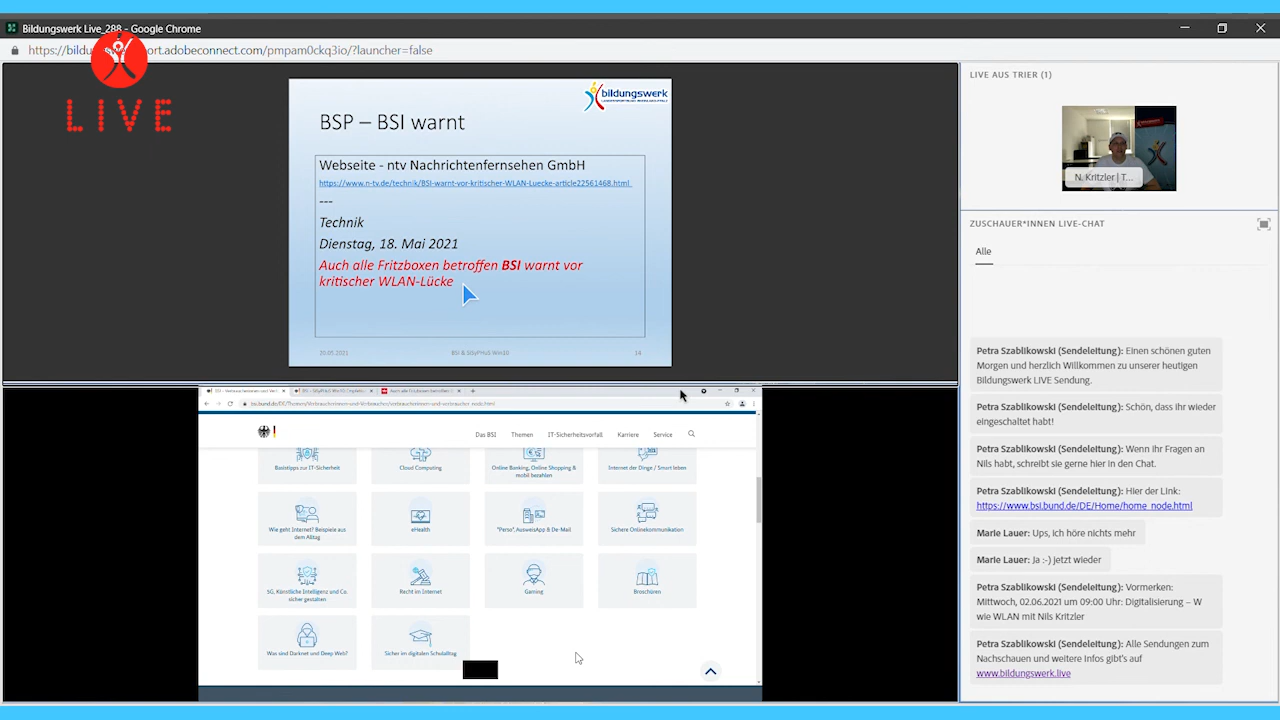 Bildungswerk Live_288 - Google Chrome
LIVE
LIVE AUS TRIER (1)
N. Kritzler | T...
bildungswerk
BSP – BSI warnt
Webseite - ntv Nachrichtenfernsehen GmbH
https://www.n-tv.de/technik/BSI-warnt-vor-kritischer-WLAN-Luecke-article22561468.html
---
Technik
Dienstag, 18. Mai 2021
Auch alle Fritzboxen betroffen BSI warnt vor
kritischer WLAN-Lücke
20.05.2021
14
Das BSI
Themen
IT-Sicherheitsvorfall
Karriere
Service
Basistipps zur IT-Sicherheit
Cloud Computing
Online Banking, Online Shopping &
mobil bezahlen
Internet der Dinge / Smart leben
Wie geht Internet? Beispiele aus
dem Alltag
eHealth
"Perso", AusweisApp & De-Mail
Sichere Onlinekommunikation
5G, Künstliche Intelligenz und Co.
sicher gestalten
Recht im Internet
Gaming
Broschüren
Was sind Darknet und Deep Web?
Sicher im digitalen Schulalltag
ZUSCHAUER*INNEN LIVE-CHAT
Alle
Petra Szablikowski (Sendeleitung): Einen schönen guten
Morgen und herzlich Willkommen zu unserer heutigen
Bildungswerk LIVE Sendung.
Petra Szablikowski (Sendeleitung): Schön, dass ihr wieder
eingeschaltet habt!
Petra Szablikowski (Sendeleitung): Wenn ihr Fragen an
Nils habt, schreibt sie gerne hier in den Chat.
Petra Szablikowski (Sendeleitung): Hier der Link:
https://www.bsi.bund.de/DE/Home/home_node.html
Marie Lauer: Ups, ich höre nichts mehr
Marie Lauer: Ja :-) jetzt wieder
Petra Szablikowski (Sendeleitung): Vormerken:
Mittwoch, 02.06.2021 um 09:00 Uhr: Digitalisierung – W
wie WLAN mit Nils Kritzler
Petra Szablikowski (Sendeleitung): Alle Sendungen zum
Nachschauen und weitere Infos gibt's auf
www.bildungswerk.live